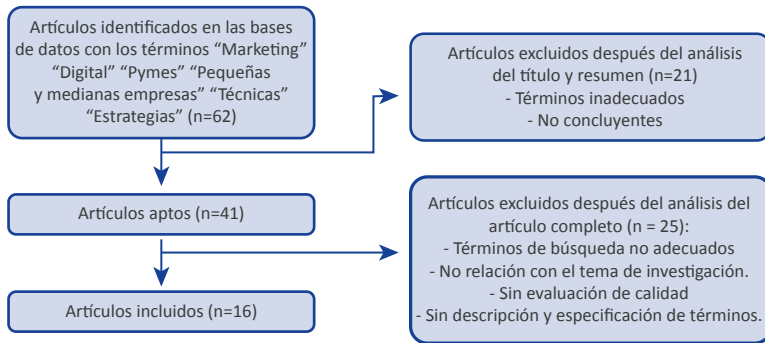 Artículos identificados en las bases
de datos con los términos “Marketing”
“Digital” “Pymes” “Pequeñas
y medianas empresas” “Técnicas”
“Estrategias” (n=62)
Artículos excluidos después del análisis
del título y resumen (n=21)
- Términos inadecuados
- No concluyentes
Artículos aptos (n=41)
Artículos excluidos después del análisis del
artículo completo (n = 25):
- Términos de búsqueda no adecuados
- No relación con el tema de investigación.
- Sin evaluación de calidad
- Sin descripción y especificación de términos.
Artículos incluidos (n=16)